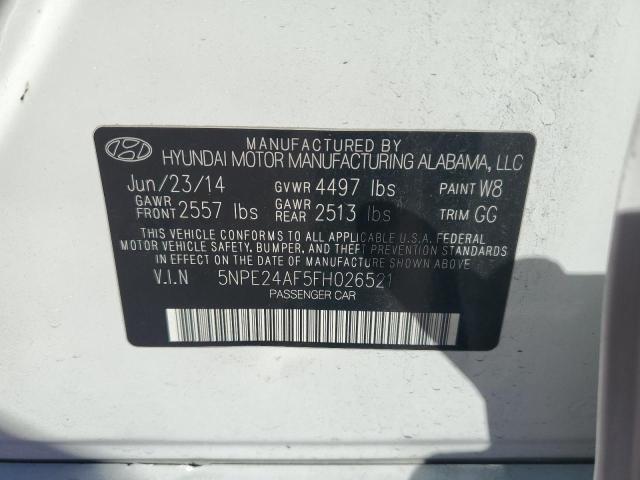 MANUFACTURED BY
HYUNDAI MOTOR MANUFACTURING ALABAMA, LLC
Jun/23/14 GVWR 4497 lbs PAINT W8
GAWR FRONT 2557 lbs GAWR REAR 2513 lbs TRIM GG
THIS VEHICLE CONFORMS TO ALL APPLICABLE U.S.A. FEDERAL
MOTOR VEHICLE SAFETY, BUMPER, AND THEFT PREVENTION STANDARDS
IN EFFECT ON THE DATE OF MANUFACTURE SHOWN ABOVE.
V.I.N 5NPE24AF5FH026521
PASSENGER CAR